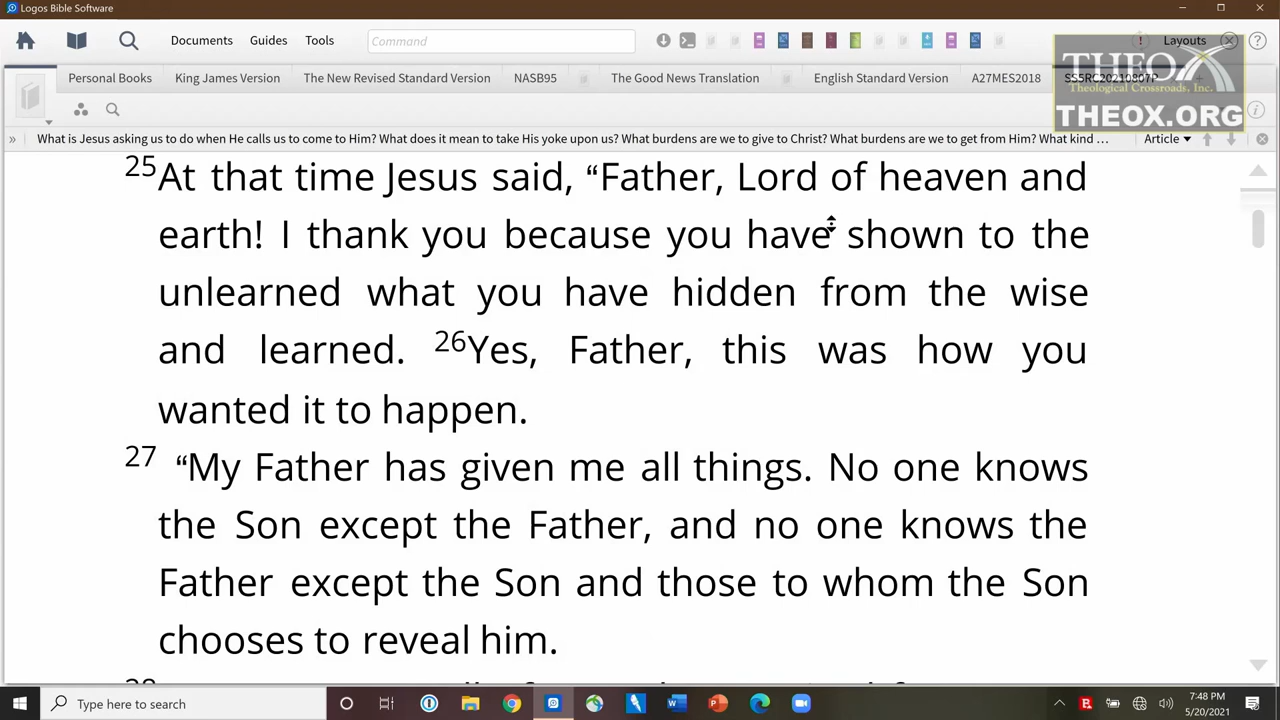 Logos Bible Software
Documents Guides Tools Command Layouts
Personal Books King James Version The New Revised Standard Version NASB95 The Good News Translation English Standard Version A27MES2018 SS5RC20210807P
THEOX
Theological Crossroads, Inc.
THEOX.ORG
» What is Jesus asking us to do when He calls us to come to Him? What does it mean to take His yoke upon us? What burdens are we to give to Christ? What burdens are we to get from Him? What kind ... Article
25At that time Jesus said, “Father, Lord of heaven and
earth! I thank you because you have shown to the
unlearned what you have hidden from the wise
and learned. 26Yes, Father, this was how you
wanted it to happen.
27 “My Father has given me all things. No one knows
the Son except the Father, and no one knows the
Father except the Son and those to whom the Son
chooses to reveal him.
Type here to search
7:48 PM
5/20/2021